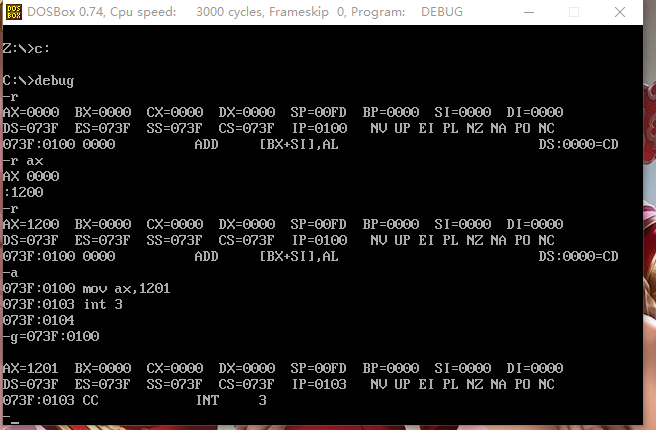 DOSBox 0.74, Cpu speed: 3000 cycles, Frameskip 0, Program: DEBUG
Z:\>c:
C:\>debug
-r
AX=0000 BX=0000 CX=0000 DX=0000 SP=00FD BP=0000 SI=0000 DI=0000
DS=073F ES=073F SS=073F CS=073F IP=0100 NV UP EI PL NZ NA PO NC
073F:0100 0000 ADD [BX+SI],AL DS:0000=CD
-r ax
AX 0000
:1200
-r
AX=1200 BX=0000 CX=0000 DX=0000 SP=00FD BP=0000 SI=0000 DI=0000
DS=073F ES=073F SS=073F CS=073F IP=0100 NV UP EI PL NZ NA PO NC
073F:0100 0000 ADD [BX+SI],AL DS:0000=CD
-a
073F:0100 mov ax,1201
073F:0103 int 3
073F:0104
-g=073F:0100
AX=1201 BX=0000 CX=0000 DX=0000 SP=00FD BP=0000 SI=0000 DI=0000
DS=073F ES=073F SS=073F CS=073F IP=0103 NV UP EI PL NZ NA PO NC
073F:0103 CC INT 3
-_